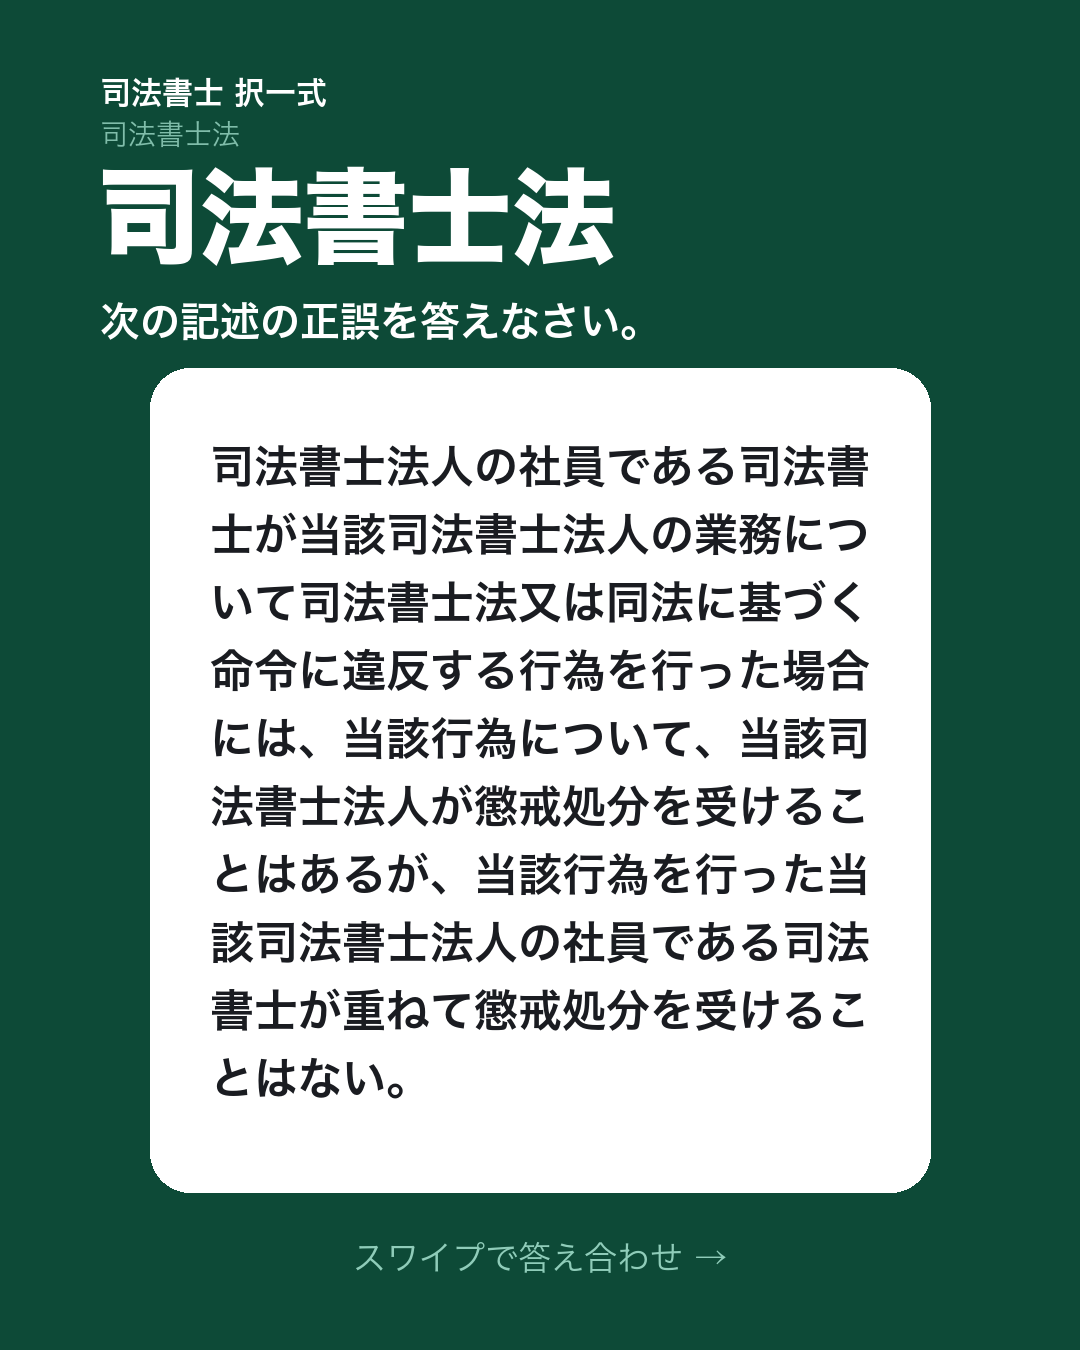 司法書士 択一式
司法書士法
司法書士法
次の記述の正誤を答えなさい。
司法書士法人の社員である司法書
士が当該司法書士法人の業務につ
いて司法書士法又は同法に基づく
命令に違反する行為を行った場合
には、当該行為について、当該司
法書士法人が懲戒処分を受けるこ
とはあるが、当該行為を行った当
該司法書士法人の社員である司法
書士が重ねて懲戒処分を受けるこ
とはない。
スワイプで答え合わせ →